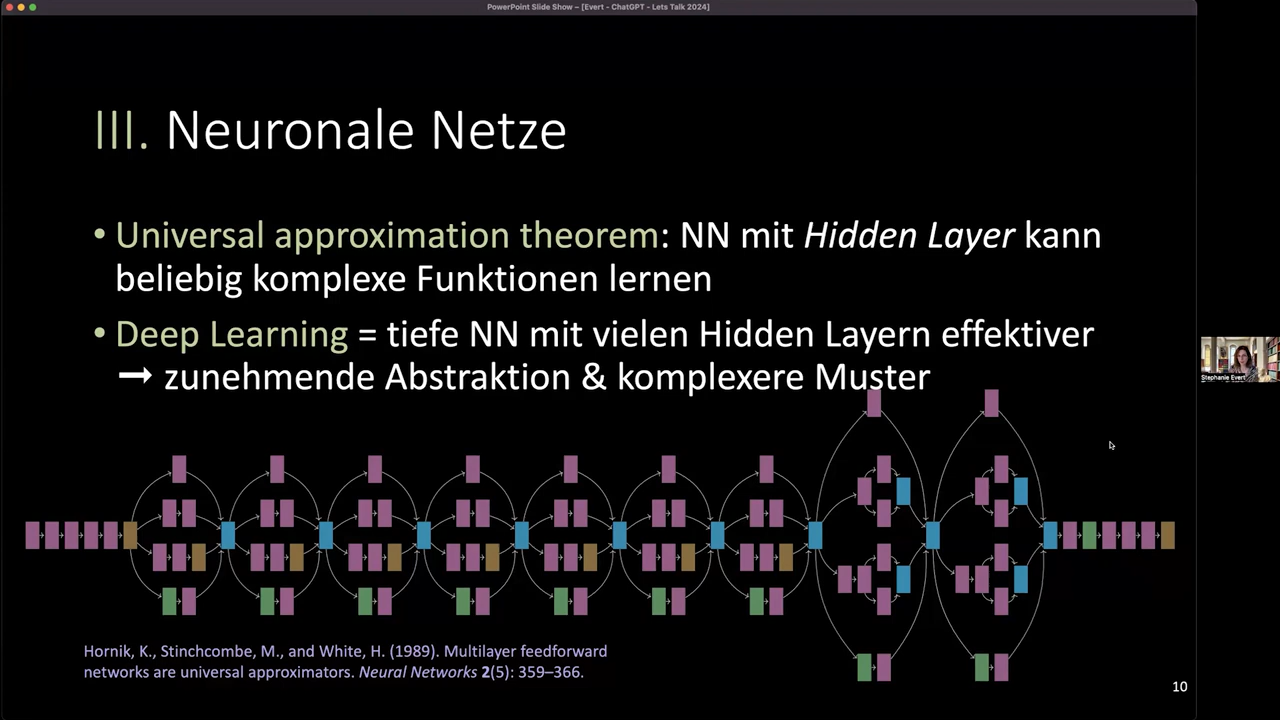 PowerPoint Slide Show – [Evert - ChatGPT - Lets Talk 2024]
III. Neuronale Netze
• Universal approximation theorem: NN mit Hidden Layer kann
beliebig komplexe Funktionen lernen
• Deep Learning = tiefe NN mit vielen Hidden Layern effektiver
→ zunehmende Abstraktion & komplexere Muster
Stephanie Evert
Hornik, K., Stinchcombe, M., and White, H. (1989). Multilayer feedforward
networks are universal approximators. Neural Networks 2(5): 359–366.
10